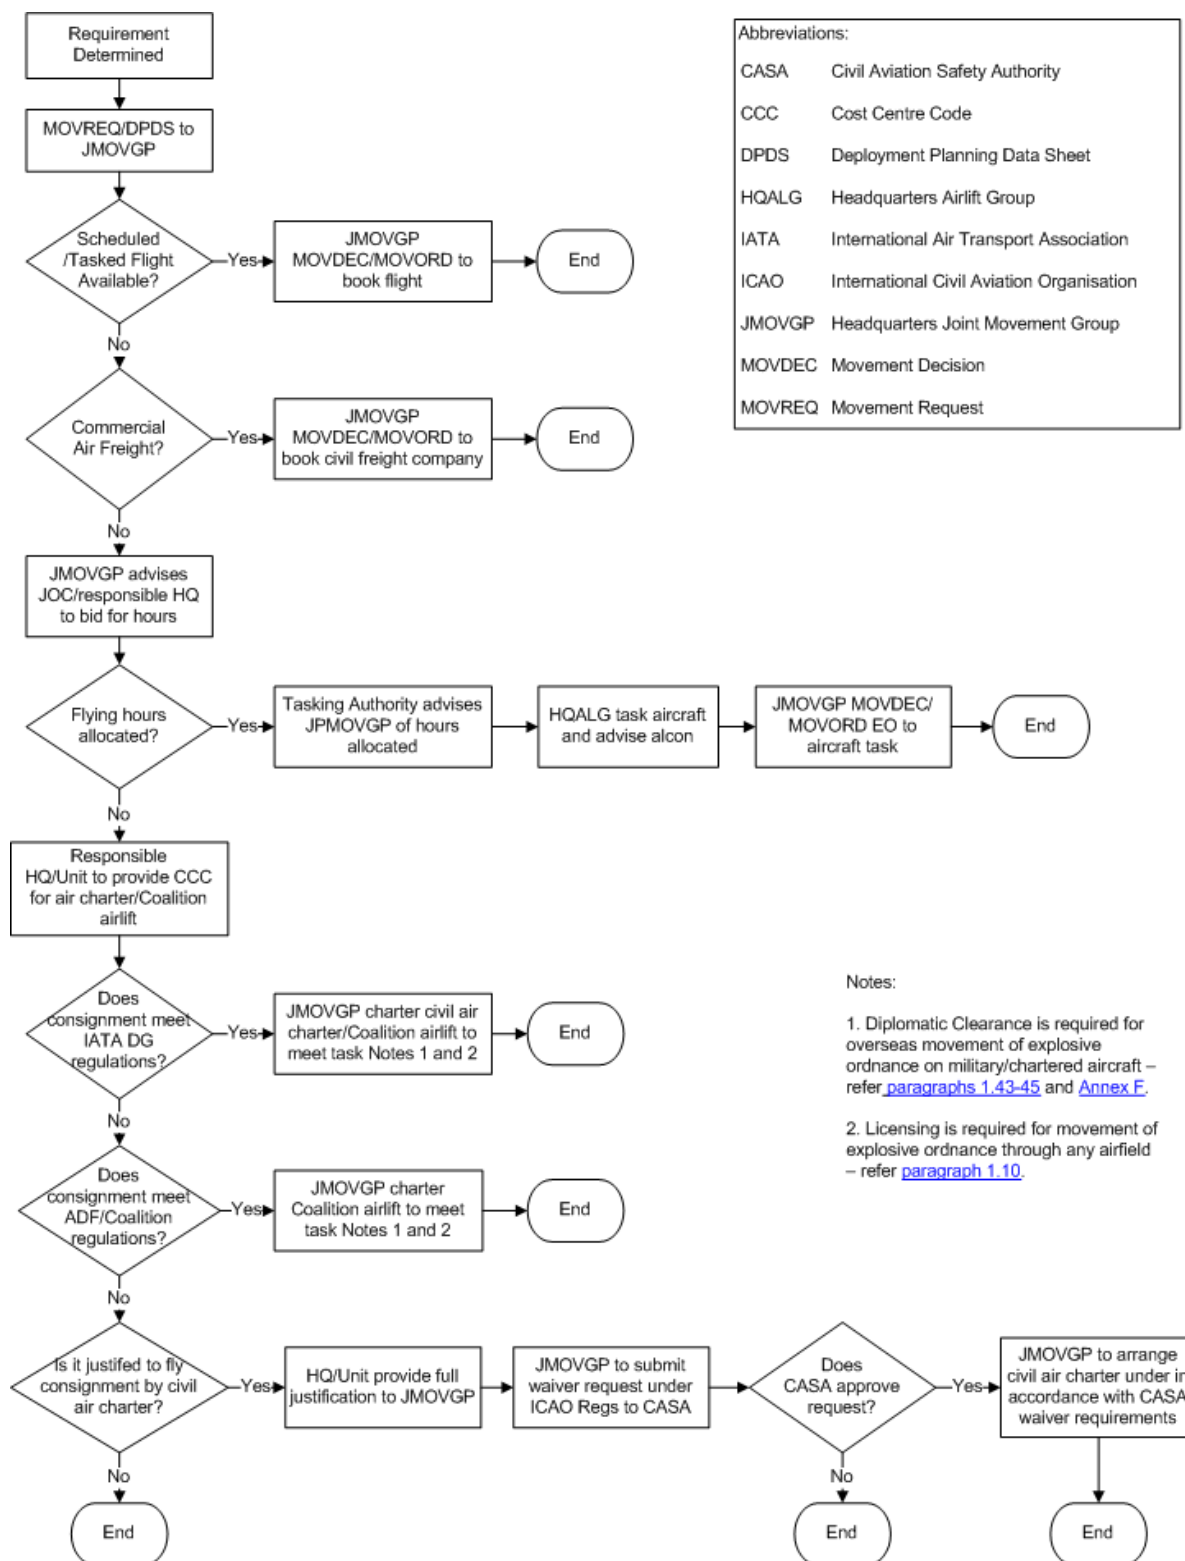 Requirement
Determined
MOVREQ/DPDS to
JMOVGP
Scheduled
/Tasked Flight
Available?
Yes
JMOVGP
MOVDEC/MOVORD to
book flight
End
No
Commercial
Air Freight?
Yes
JMOVGP
MOVDEC/MOVORD to
book civil freight company
End
No
JMOVGP advises
JOC/responsible HQ
to bid for hours
Flying hours
allocated?
Yes
Tasking Authority advises
JPMOVGP of hours
allocated
HQALG task aircraft
and advise alcon
JMOVGP MOVDEC/
MOVORD EO to
aircraft task
End
No
Responsible
HQ/Unit to provide CCC
for air charter/Coalition
airlift
Does
consignment meet
IATA DG
regulations?
Yes
JMOVGP charter civil air
charter/Coalition airlift to
meet task Notes 1 and 2
End
No
Does
consignment meet
ADF/Coalition
regulations?
Yes
JMOVGP charter
Coalition airlift to meet
task Notes 1 and 2
End
No
Is it justifed to fly
consignment by civil
air charter?
Yes
HQ/Unit provide full
justification to JMOVGP
JMOVGP to submit
waiver request under
ICAO Regs to CASA
Does
CASA approve
request?
Yes
JMOVGP to arrange
civil air charter under in
accordance with CASA
waiver requirements
No
End
No
End
End
Abbreviations:
CASA Civil Aviation Safety Authority
CCC Cost Centre Code
DPDS Deployment Planning Data Sheet
HQALG Headquarters Airlift Group
IATA International Air Transport Association
ICAO International Civil Aviation Organisation
JMOVGP Headquarters Joint Movement Group
MOVDEC Movement Decision
MOVREQ Movement Request
Notes:
1. Diplomatic Clearance is required for
overseas movement of explosive
ordnance on military/chartered aircraft –
refer paragraphs 1.43-45 and Annex F.
2. Licensing is required for movement of
explosive ordnance through any airfield
– refer paragraph 1.10.